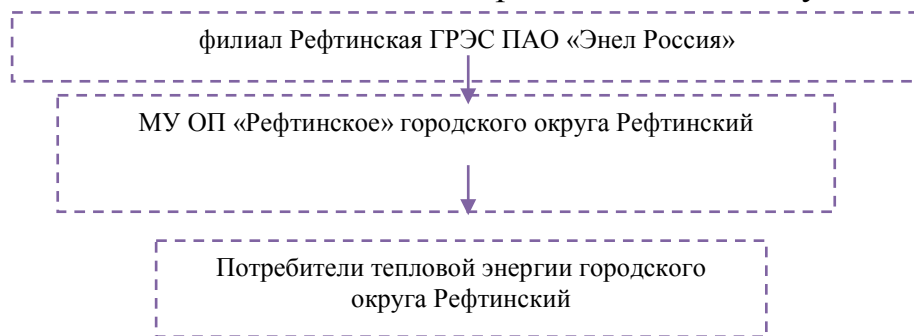 филиал Рефтинская ГРЭС ПАО «Энел Россия»
МУ ОП «Рефтинское» городского округа Рефтинский
Потребители тепловой энергии городского
округа Рефтинский